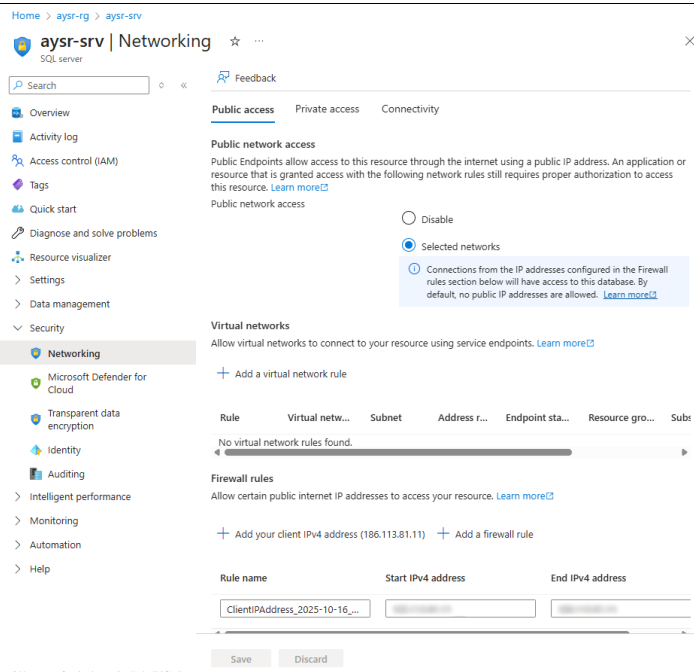 Home > aysr-rg > aysr-srv
aysr-srv | Networking
SQL server
Search
Overview
Activity log
Access control (IAM)
Tags
Quick start
Diagnose and solve problems
Resource visualizer
Settings
Data management
Security
Networking
Microsoft Defender for
Cloud
Transparent data
encryption
Identity
Auditing
Intelligent performance
Monitoring
Automation
Help
Feedback
Public access Private access Connectivity
Public network access
Public Endpoints allow access to this resource through the internet using a public IP address. An application or
resource that is granted access with the following network rules still requires proper authorization to access
this resource. Learn more
Public network access
Disable
Selected networks
Connections from the IP addresses configured in the Firewall
rules section below will have access to this database. By
default, no public IP addresses are allowed. Learn more
Virtual networks
Allow virtual networks to connect to your resource using service endpoints. Learn more
+ Add a virtual network rule
Rule Virtual netw... Subnet Address r... Endpoint sta... Resource gro... Subs
No virtual network rules found.
Firewall rules
Allow certain public internet IP addresses to access your resource. Learn more
+ Add your client IPv4 address (186.113.81.11) + Add a firewall rule
Rule name Start IPv4 address End IPv4 address
ClientIPAddress_2025-10-16_...
Save Discard